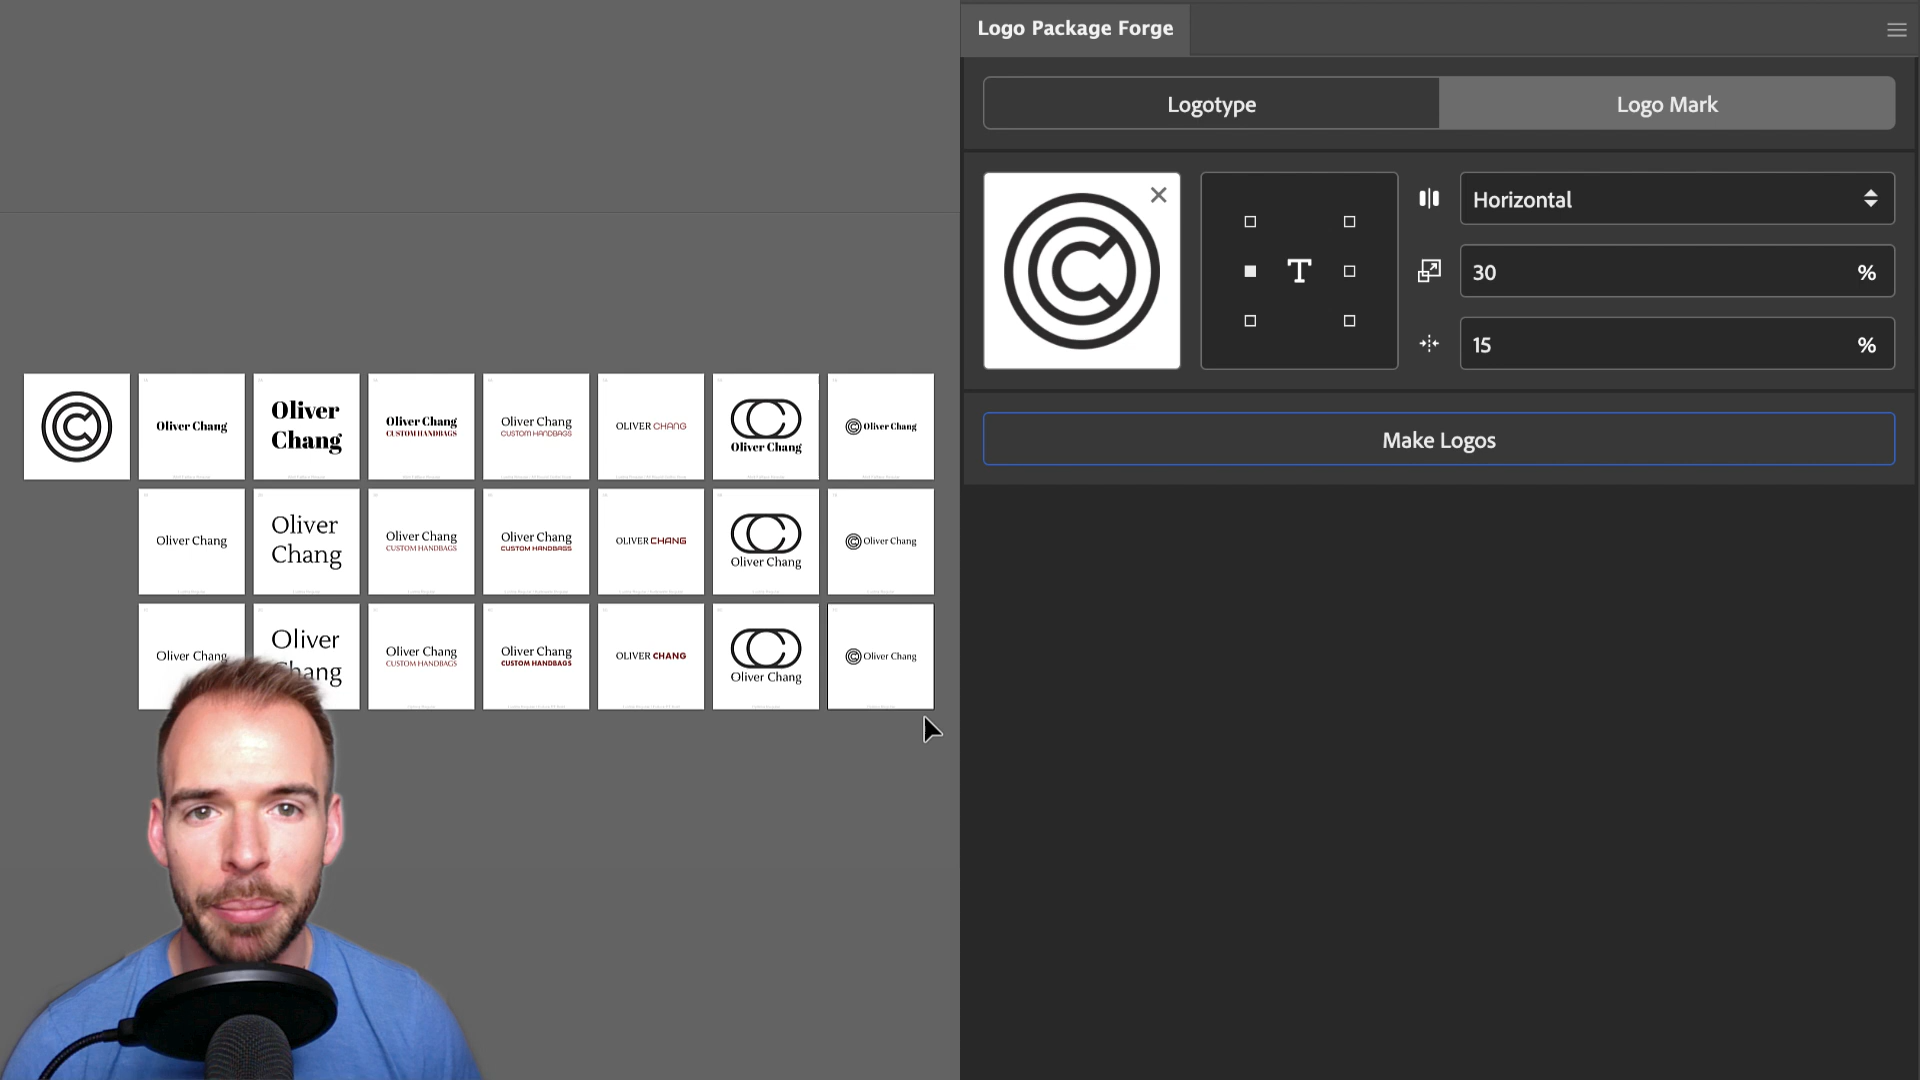 Logo Package Forge
Logotype
Logo Mark
T
Horizontal
30 %
15 %
Make Logos
Oliver Chang
Oliver
Chang
Oliver Chang
CUSTOM HANDBAGS
Oliver Chang
CUSTOM HANDBAGS
OLIVER CHANG
Oliver Chang
Oliver Chang
Oliver Chang
Oliver
Chang
Oliver Chang
CUSTOM HANDBAGS
Oliver Chang
CUSTOM HANDBAGS
OLIVER CHANG
Oliver Chang
Oliver Chang
Oliver Chang
Oliver
hang
Oliver Chang
CUSTOM HANDBAGS
Oliver Chang
CUSTOM HANDBAGS
OLIVER CHANG
Oliver Chang
Oliver Chang